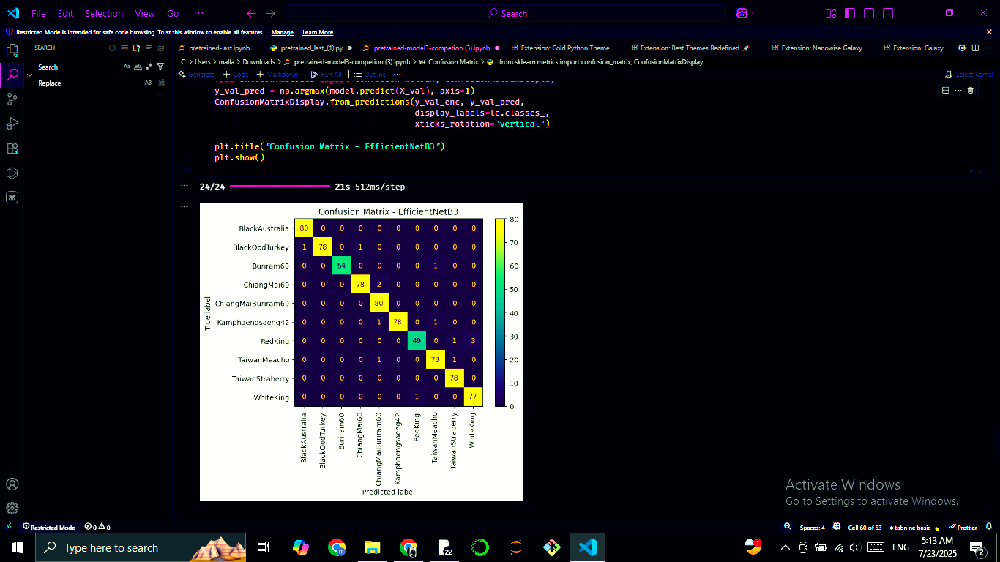 File Edit Selection View Go ···
Search
Restricted Mode is intended for safe code browsing. Trust this window to enable all features. Manage Learn More
SEARCH
pretrained-last.ipynb
pretrained_last_(1).py
pretrained-model3-competion (3).ipynb
Extension: Cold Python Theme
Extension: Best Themes Redefined
Extension: Nanowise Galaxy
Extension: Galaxy
Search
Replace
C: > Users > malla > Downloads > pretrained-model3-competion (3).ipynb > M↓ Confusion Matrix > from sklearn.metrics import confusion_matrix, ConfusionMatrixDisplay
Generate + Code + Markdown Run All Outline ···
Select Kernel
y_val_pred = np.argmax(model.predict(X_val), axis=1)
ConfusionMatrixDisplay.from_predictions(y_val_enc, y_val_pred,
display_labels=le.classes_,
xticks_rotation='vertical')
plt.title("Confusion Matrix - EfficientNetB3")
plt.show()
Python
24/24 21s 512ms/step
Confusion Matrix - EfficientNetB3
BlackAustralia 80 0 0 0 0 0 0 0 0 0
BlackOodTurkey 1 78 0 1 0 0 0 0 0 0
Buriram60 0 0 54 0 0 0 0 1 0 0
ChiangMai60 0 0 0 78 2 0 0 0 0 0
ChiangMaiBuriram60 0 0 0 0 80 0 0 0 0 0
Kamphaengsaeng42 0 0 0 0 1 78 0 1 0 0
RedKing 0 0 0 0 0 0 49 0 1 3
TaiwanMeacho 0 0 0 0 1 0 0 78 1 0
TaiwanStraberry 0 0 0 0 0 0 0 0 78 0
WhiteKing 0 0 0 0 0 0 1 0 0 77
True label
BlackAustralia
BlackOodTurkey
Buriram60
ChiangMai60
ChiangMaiBuriram60
Kamphaengsaeng42
RedKing
TaiwanMeacho
TaiwanStraberry
WhiteKing
Predicted label
80
70
60
50
40
30
20
10
0
Activate Windows
Go to Settings to activate Windows.
Restricted Mode 0 0
Spaces: 4 Cell 60 of 63 tabnine basic Prettier
Type here to search
22
1
ENG
5:13 AM
7/23/2025
2